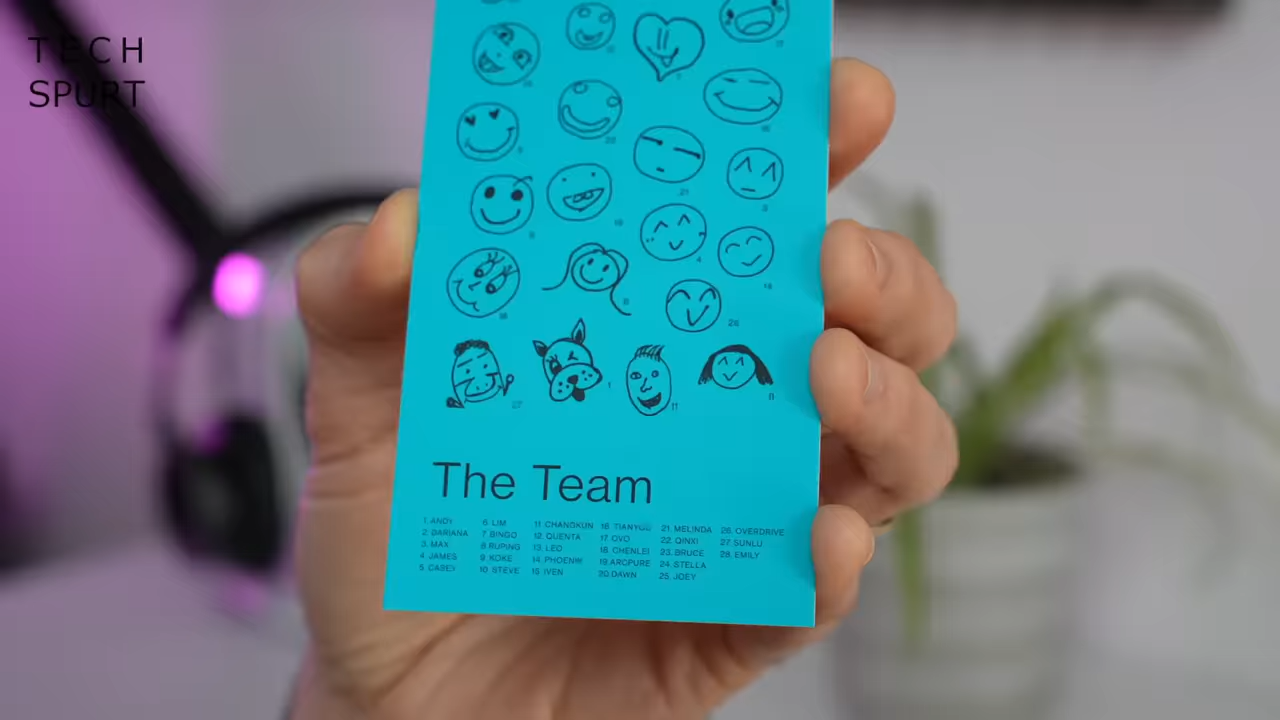 TECH
SPURT
The Team
1. ANDY
2. DARIANA
3. MAX
4. JAMES
5. CASEY
6. LIM
7. BINGO
8. RUPING
9. KOKE
10. STEVE
11. CHANGKUN
12. QUENTA
13. LEO
14. PHOENIX
15. IVEN
16. TIANYOU
17. OVO
18. CHENLEI
19. ARCPURE
20. DAWN
21. MELINDA
22. QINXI
23. BRUCE
24. STELLA
25. JOEY
26. OVERDRIVE
27. SUNLU
28. EMILY